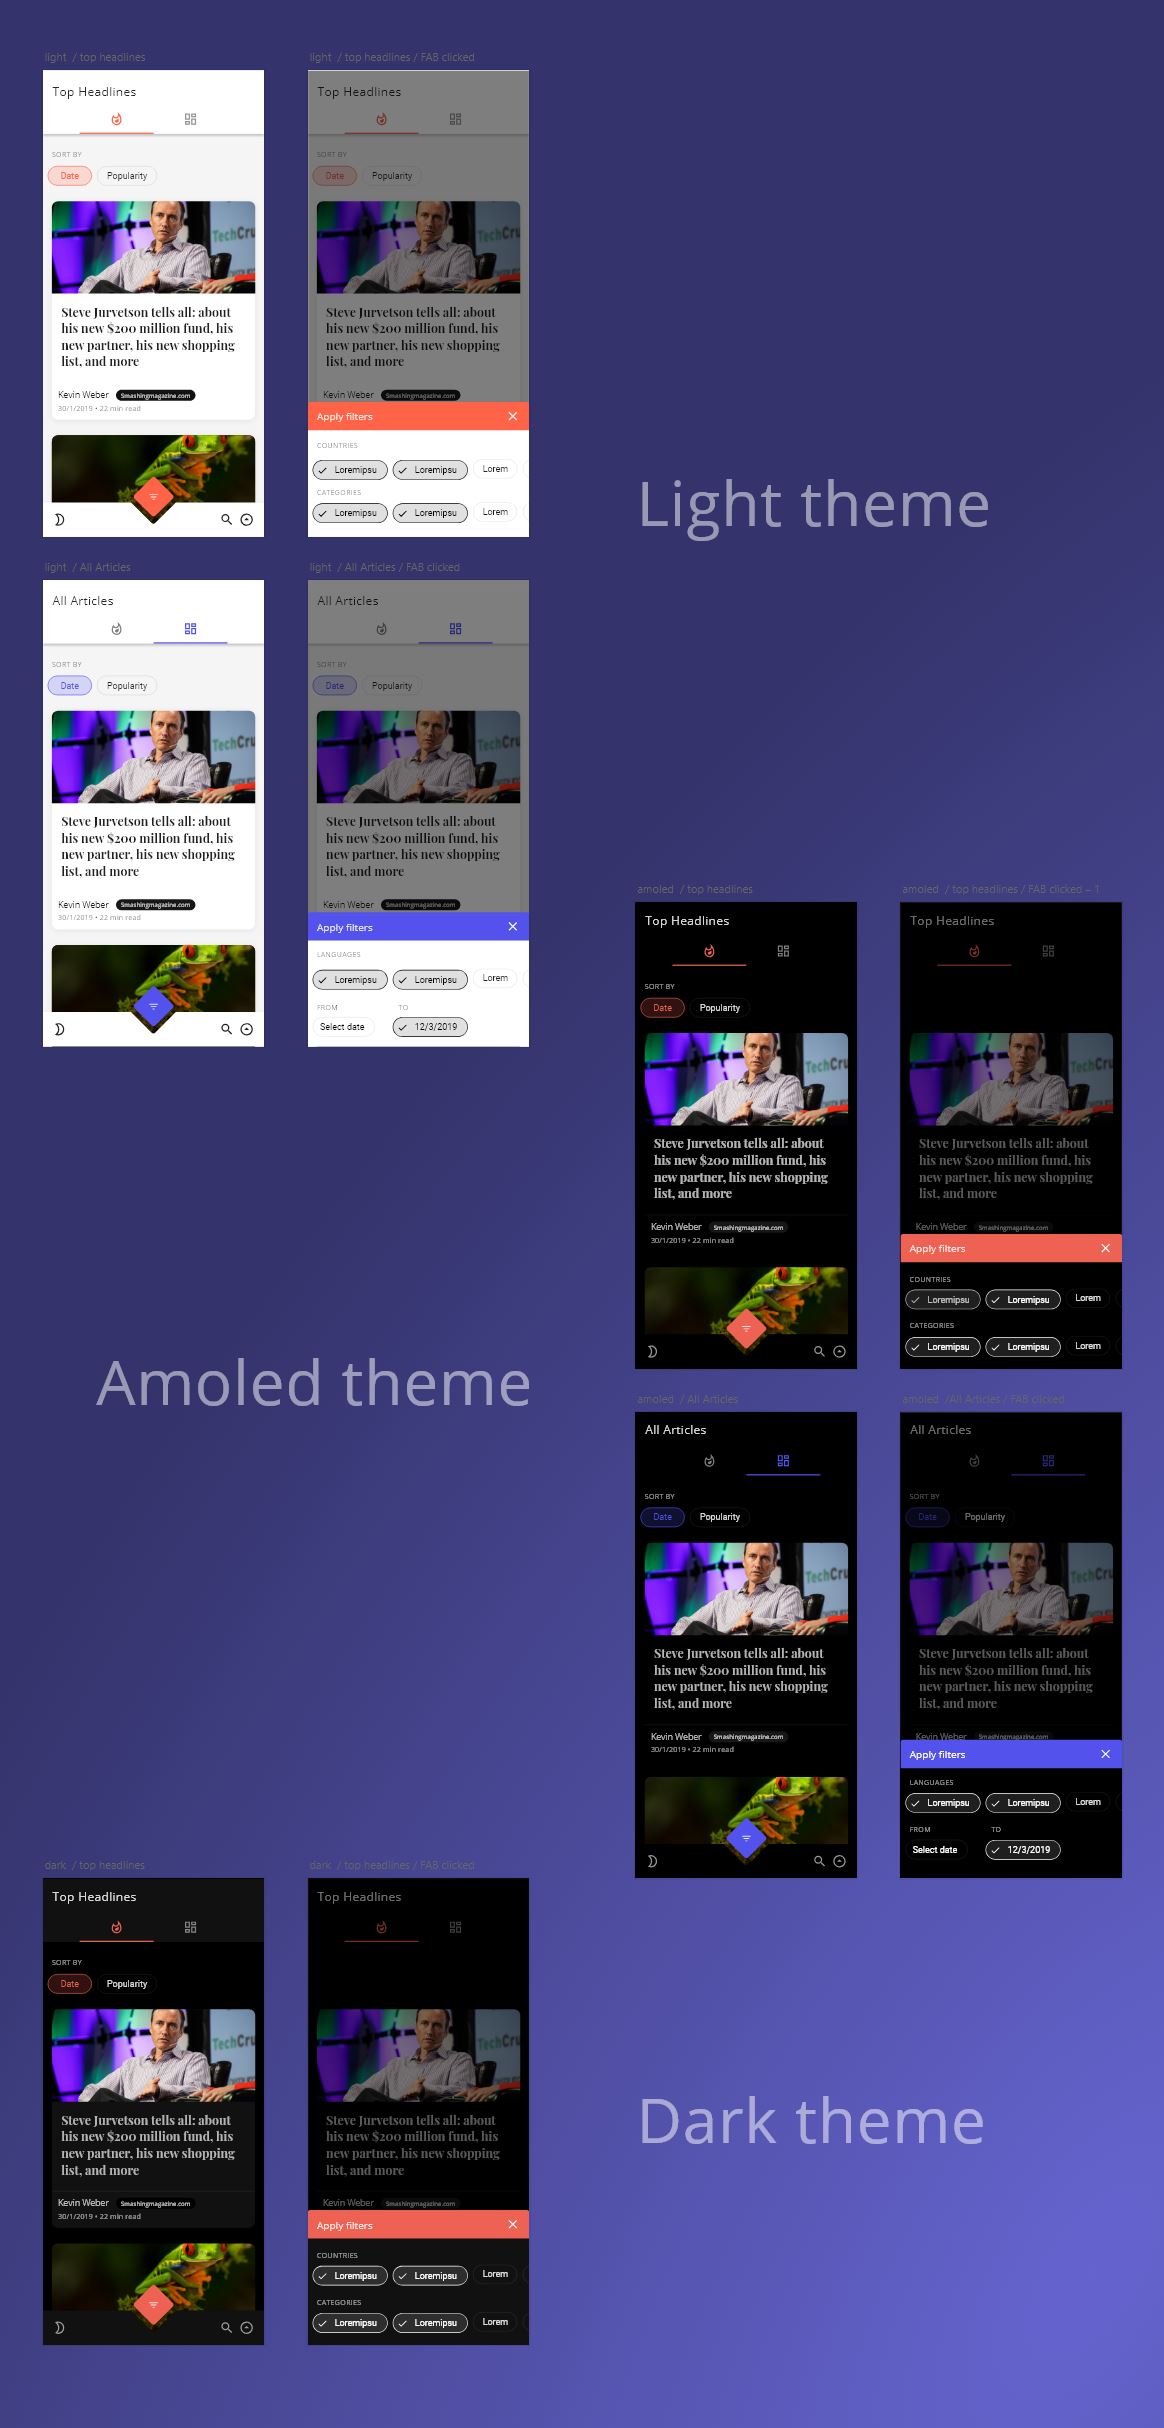 light / top headlines
Top Headlines
SORT BY
Date Popularity
TechCru
Steve Jurvetson tells all: about
his new $200 million fund, his
new partner, his new shopping
list, and more
Kevin Weber Smashingmagazine.com
30/1/2019 • 22 min read
light / top headlines / FAB clicked
Top Headlines
SORT BY
Date Popularity
TechCru
Steve Jurvetson tells all: about
his new $200 million fund, his
new partner, his new shopping
list, and more
Kevin Weber Smashingmagazine.com
Apply filters
COUNTRIES
Loremipsu Loremipsu Lorem
CATEGORIES
Loremipsu Loremipsu Lorem
Light theme
light / All Articles
All Articles
SORT BY
Date Popularity
TechCru
Steve Jurvetson tells all: about
his new $200 million fund, his
new partner, his new shopping
list, and more
Kevin Weber Smashingmagazine.com
30/1/2019 • 22 min read
light / All Articles / FAB clicked
All Articles
SORT BY
Date Popularity
TechCru
Steve Jurvetson tells all: about
his new $200 million fund, his
new partner, his new shopping
list, and more
Kevin Weber Smashingmagazine.com
Apply filters
LANGUAGES
Loremipsu Loremipsu Lorem
FROM TO
Select date 12/3/2019
amoled / top headlines
Top Headlines
SORT BY
Date Popularity
TechCru
Steve Jurvetson tells all: about
his new $200 million fund, his
new partner, his new shopping
list, and more
Kevin Weber Smashingmagazine.com
30/1/2019 • 22 min read
amoled / top headlines / FAB clicked – 1
Top Headlines
TechCru
Steve Jurvetson tells all: about
his new $200 million fund, his
new partner, his new shopping
list, and more
Kevin Weber Smashingmagazine.com
Apply filters
COUNTRIES
Loremipsu Loremipsu Lorem
CATEGORIES
Loremipsu Loremipsu Lorem
Amoled theme
amoled / All Articles
All Articles
SORT BY
Date Popularity
TechCru
Steve Jurvetson tells all: about
his new $200 million fund, his
new partner, his new shopping
list, and more
Kevin Weber Smashingmagazine.com
30/1/2019 • 22 min read
amoled /All Articles / FAB clicked
All Articles
SORT BY
Date Popularity
TechCru
Steve Jurvetson tells all: about
his new $200 million fund, his
new partner, his new shopping
list, and more
Kevin Weber Smashingmagazine.com
Apply filters
LANGUAGES
Loremipsu Loremipsu Lorem
FROM TO
Select date 12/3/2019
dark / top headlines
Top Headlines
SORT BY
Date Popularity
TechCru
Steve Jurvetson tells all: about
his new $200 million fund, his
new partner, his new shopping
list, and more
Kevin Weber Smashingmagazine.com
30/1/2019 • 22 min read
dark / top headlines / FAB clicked
Top Headlines
TechCru
Steve Jurvetson tells all: about
his new $200 million fund, his
new partner, his new shopping
list, and more
Kevin Weber Smashingmagazine.com
Apply filters
COUNTRIES
Loremipsu Loremipsu Lorem
CATEGORIES
Loremipsu Loremipsu Lorem
Dark theme